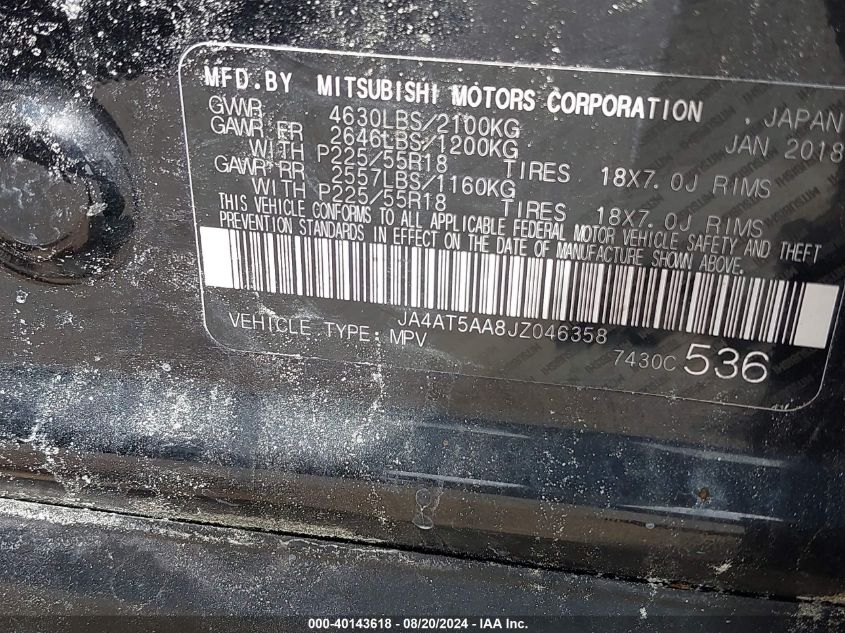 MFD.BY MITSUBISHI MOTORS CORPORATION , JAPAN
GVWR 4630LBS/2100KG JAN 2018
GAWR FR 2646LBS/1200KG
WITH P225/55R18 TIRES 18X7.0J RIMS
GAWR RR 2557LBS/1160KG
WITH P225/55R18 TIRES 18X7.0J RIMS
THIS VEHICLE CONFORMS TO ALL APPLICABLE FEDERAL MOTOR VEHICLE SAFETY AND THEFT
PREVENTION STANDARDS IN EFFECT ON THE DATE OF MANUFACTURE SHOWN ABOVE.
JA4AT5AA8JZ046358
VEHICLE TYPE: MPV
7430C 536
000-40143618 - 08/20/2024 - IAAI.com